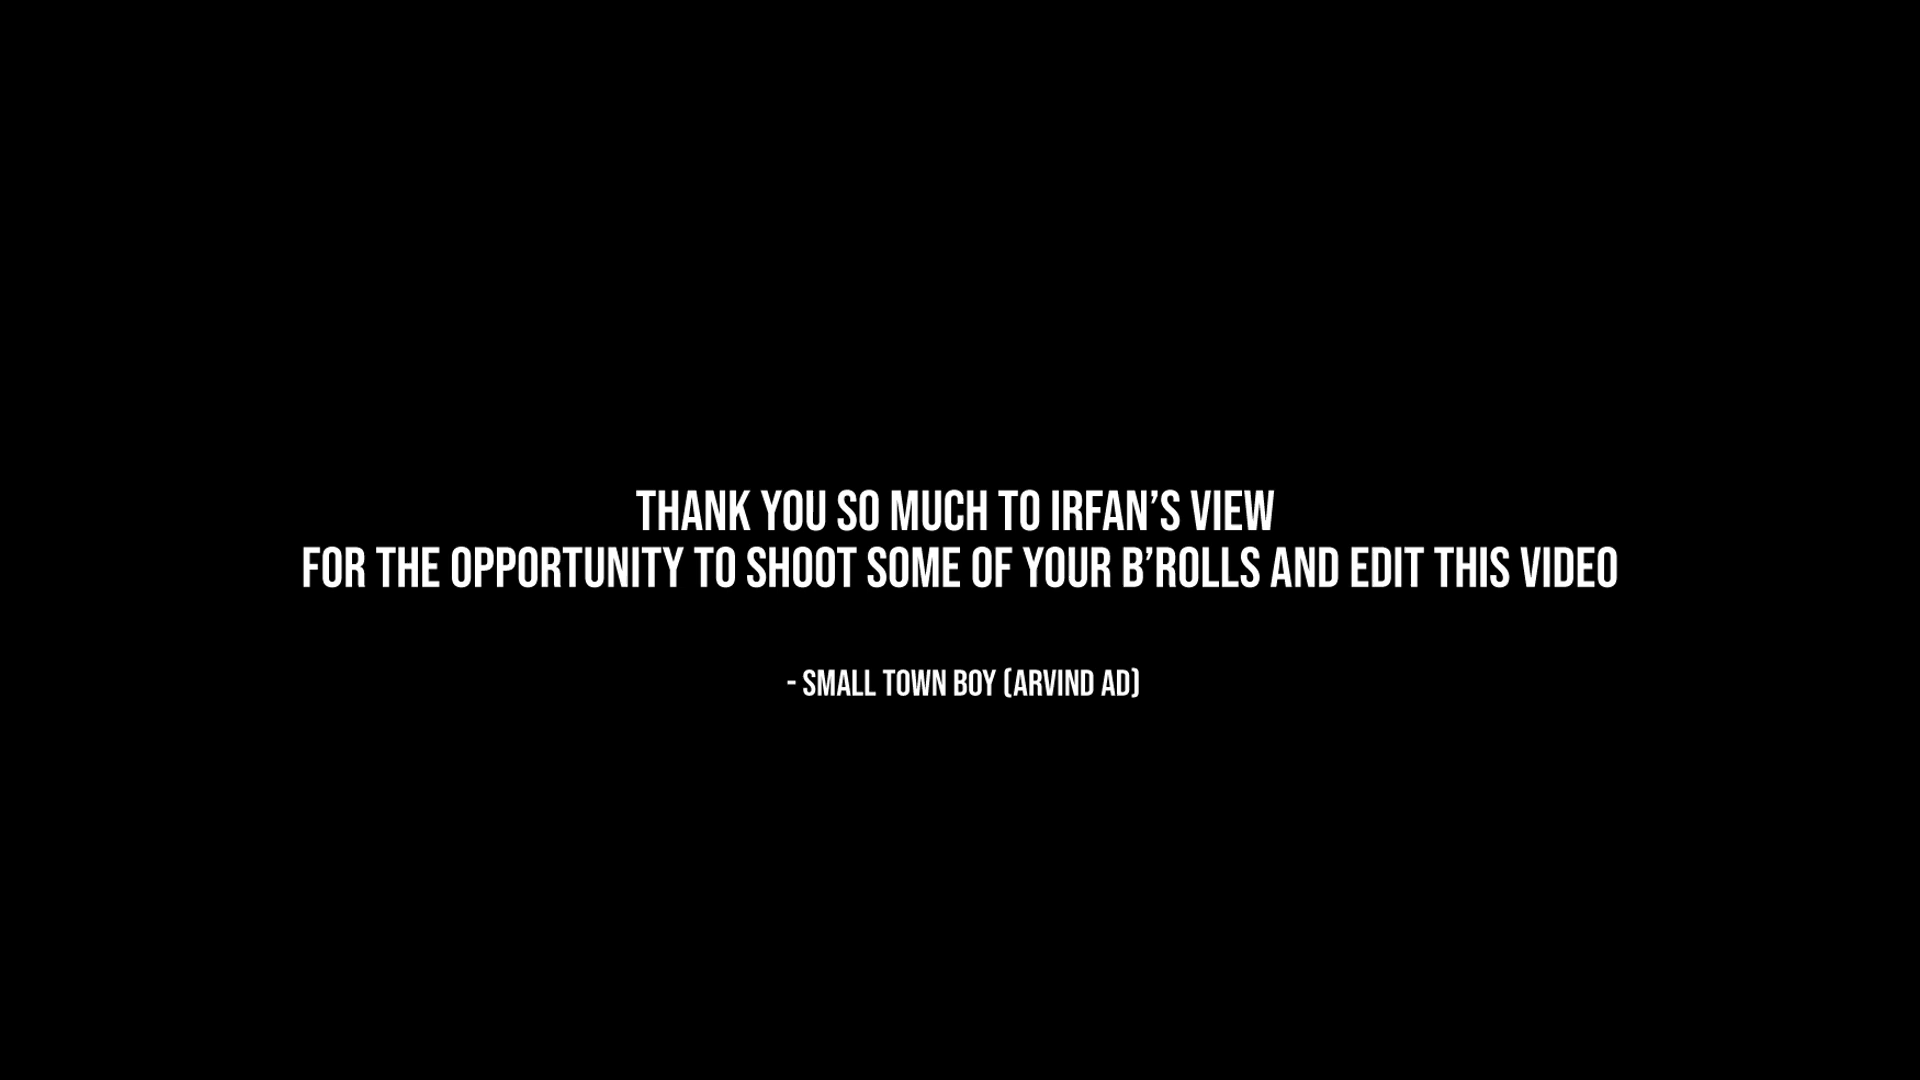 THANK YOU SO MUCH TO IRFAN’S VIEW
FOR THE OPPORTUNITY TO SHOOT SOME OF YOUR B’ROLLS AND EDIT THIS VIDEO
- SMALL TOWN BOY (ARVIND AD)